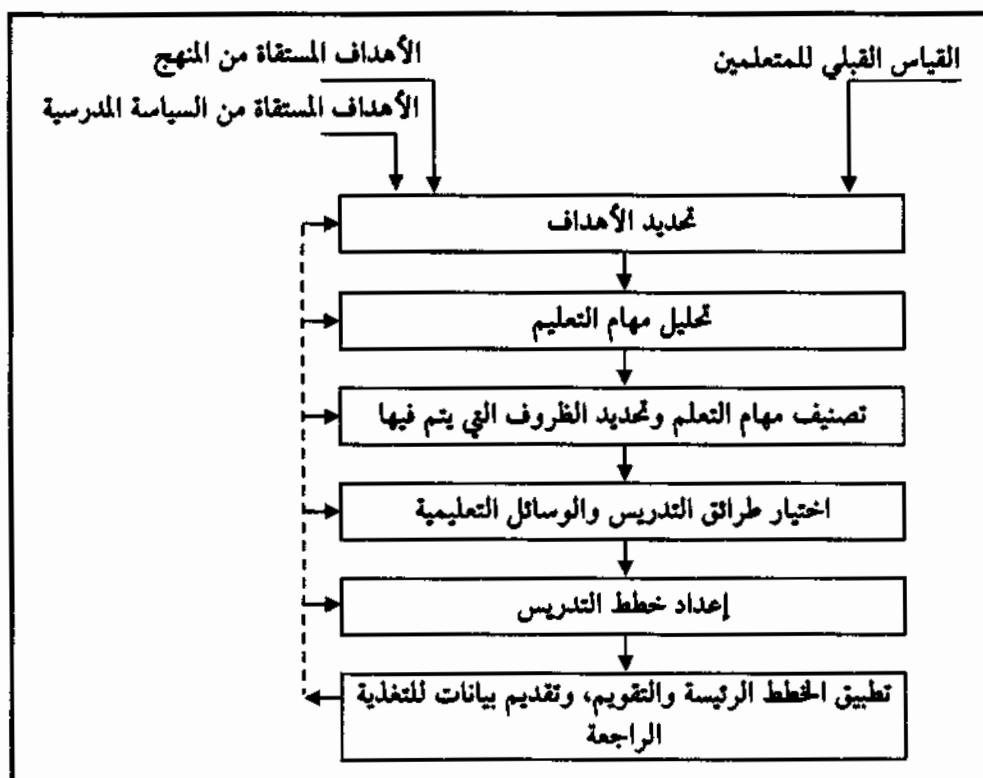 القياس القبلي للمتعلمين
الأهداف المستقاة من المنهج
الأهداف المستقاة من السياسة المدرسية
تحديد الأهداف
تحليل مهام التعليم
تصنيف مهام التعلم وتحديد الظروف التي يتم فيها
اختيار طرائق التدريس والوسائل التعليمية
إعداد خطط التدريس
تطبيق الخطط الرئيسة والتقويم، وتقديم بيانات للتغذية
الراجعة